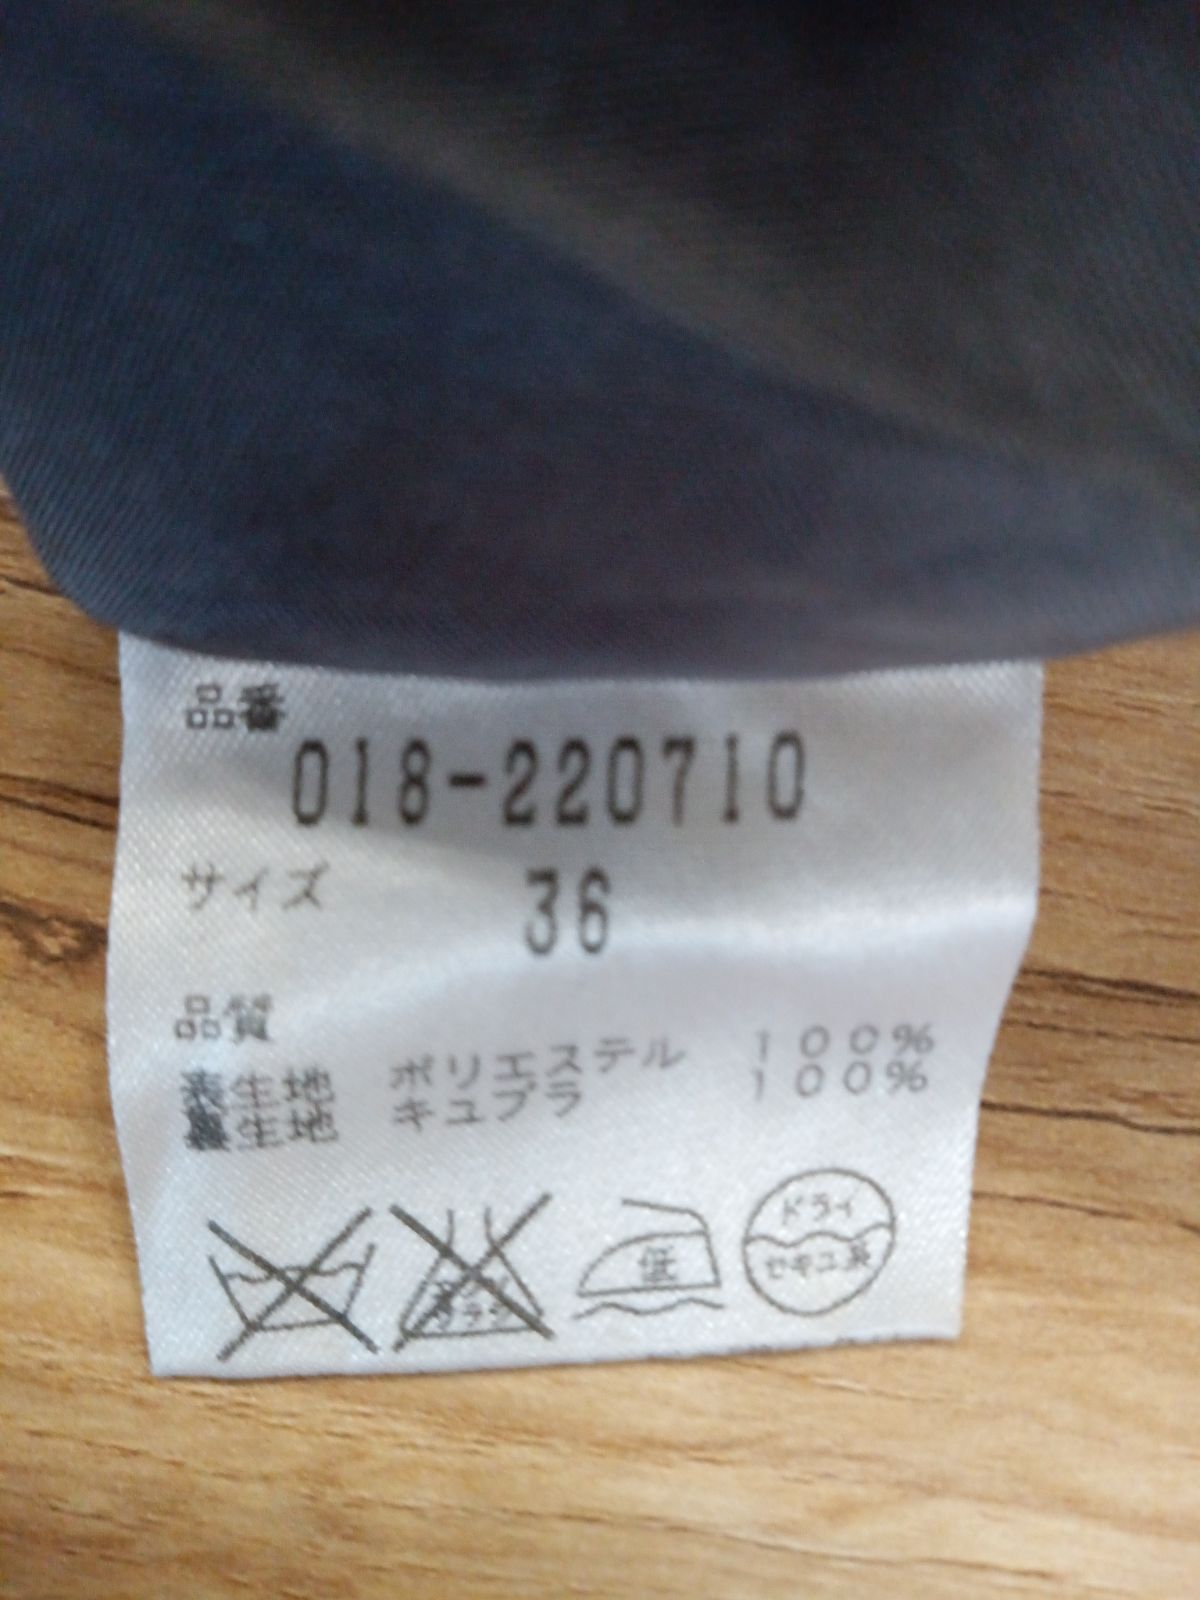 品番
018-220710
サイズ 36
品質
表生地 ポリエステル 100%
裏生地 キュプラ 100%
低
ドライ
セキユ系